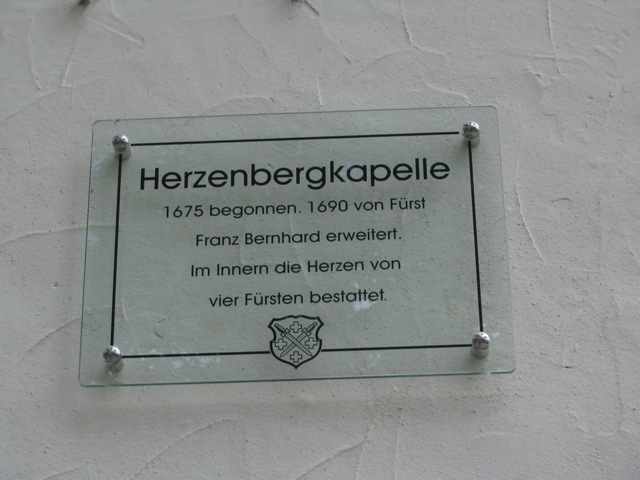 Herzenbergkapelle
1675 begonnen. 1690 von Fürst
Franz Bernhard erweitert.
Im Innern die Herzen von
vier Fürsten bestattet.